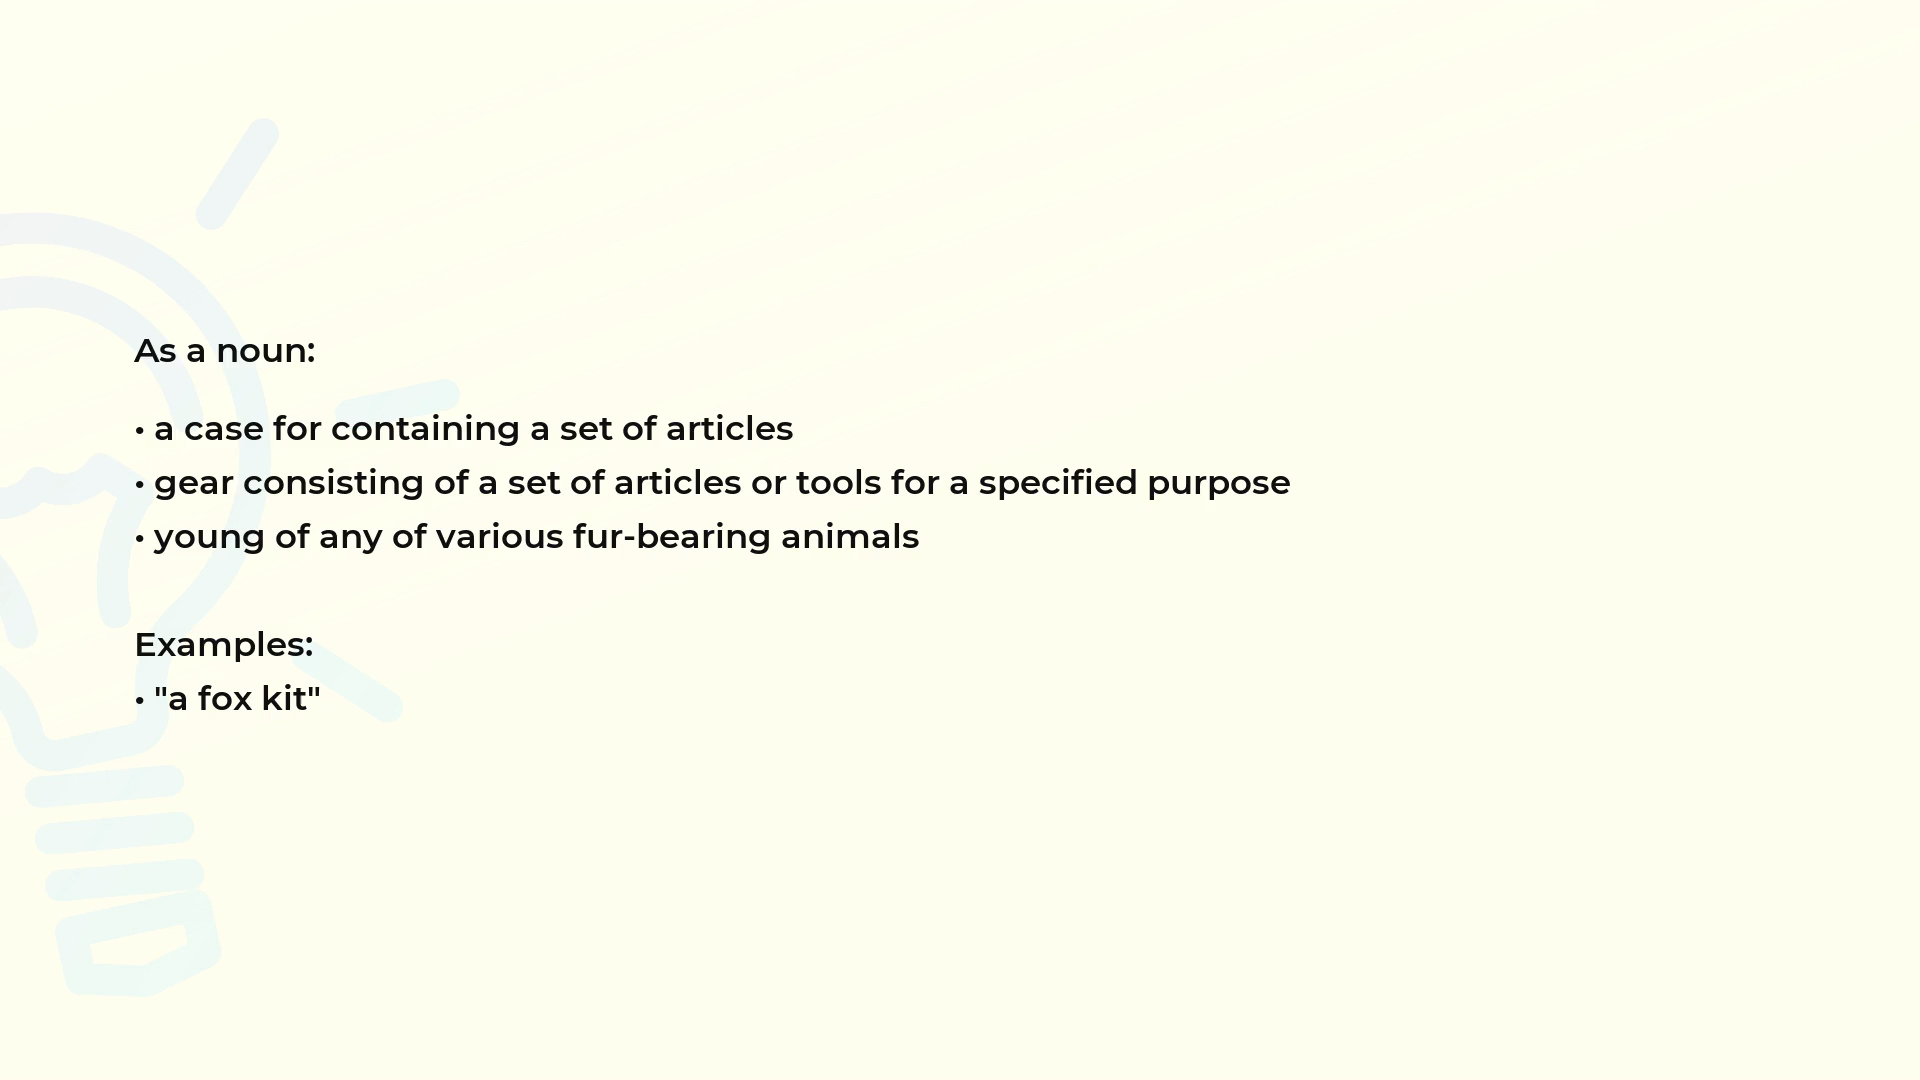 As a noun:
• a case for containing a set of articles
• gear consisting of a set of articles or tools for a specified purpose
• young of any of various fur-bearing animals
Examples:
• "a fox kit"